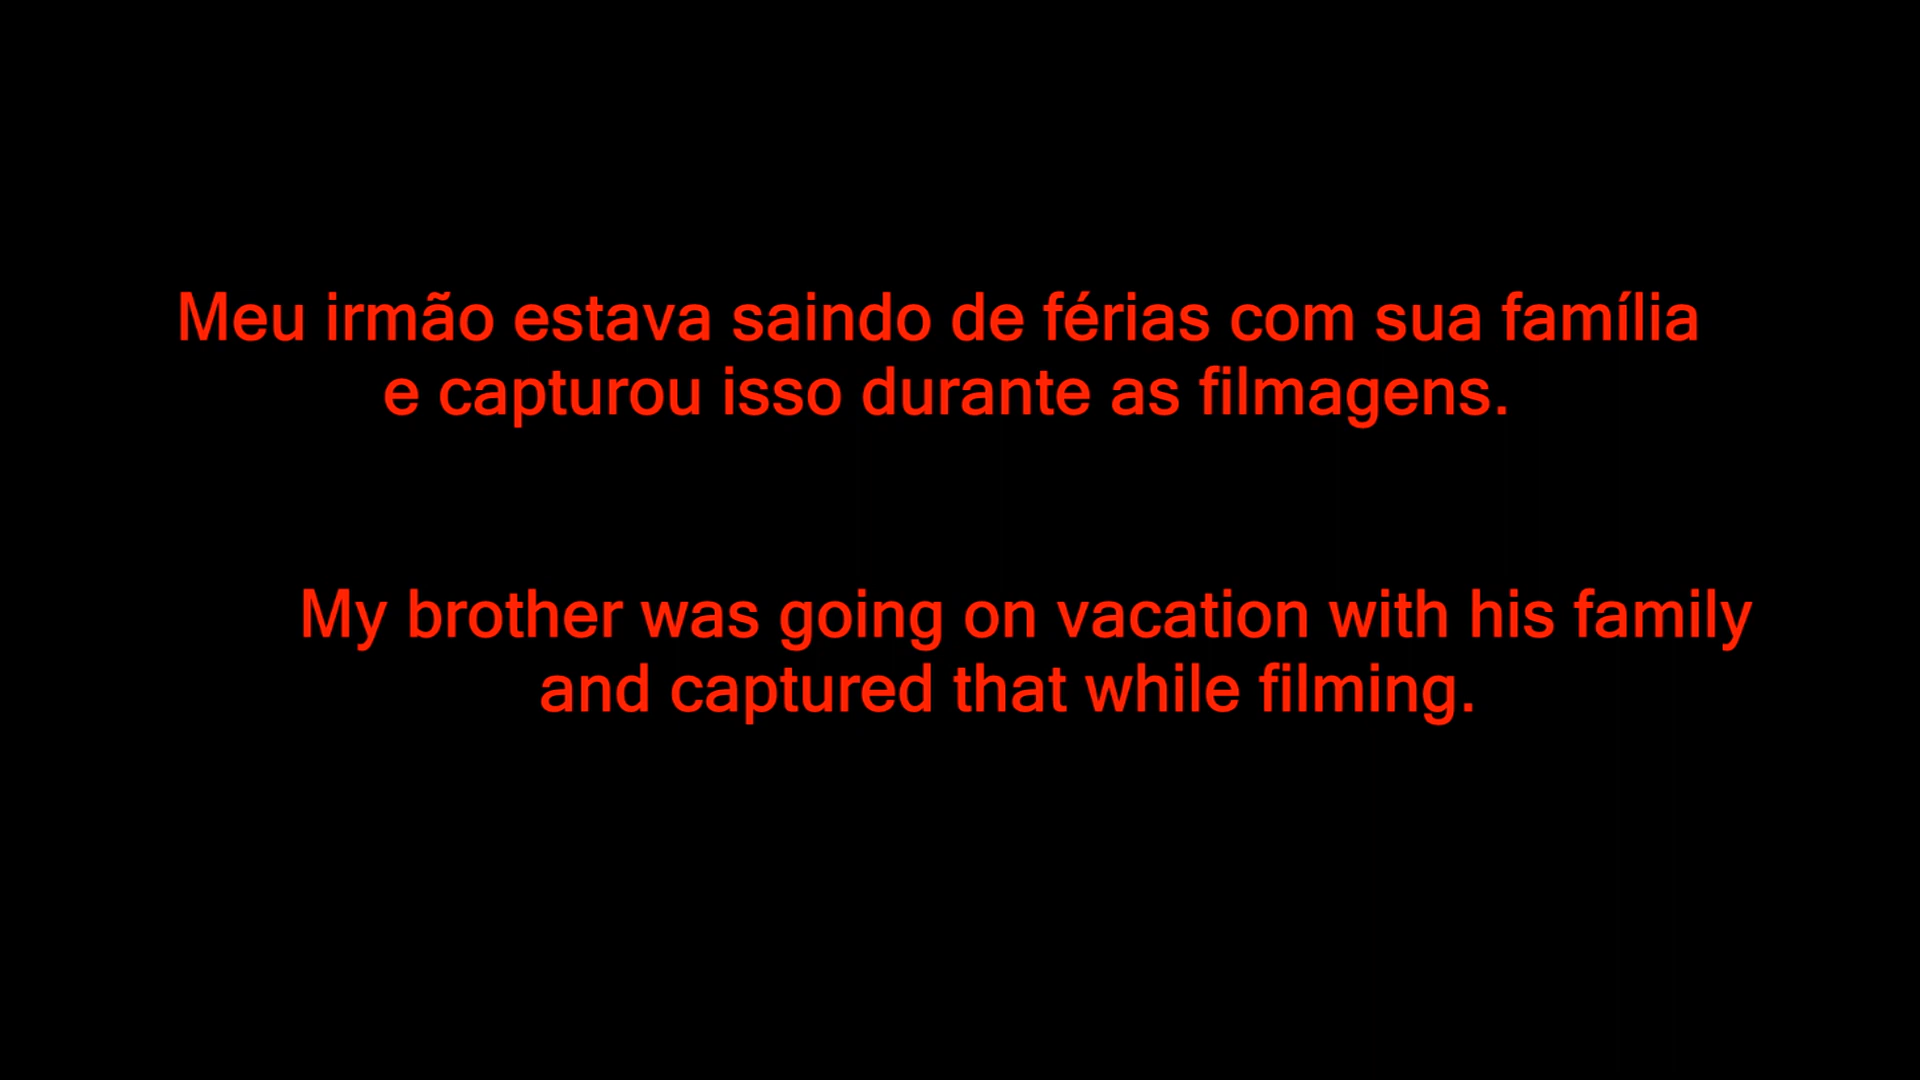 Meu irmão estava saindo de férias com sua família
e capturou isso durante as filmagens.
My brother was going on vacation with his family
and captured that while filming.